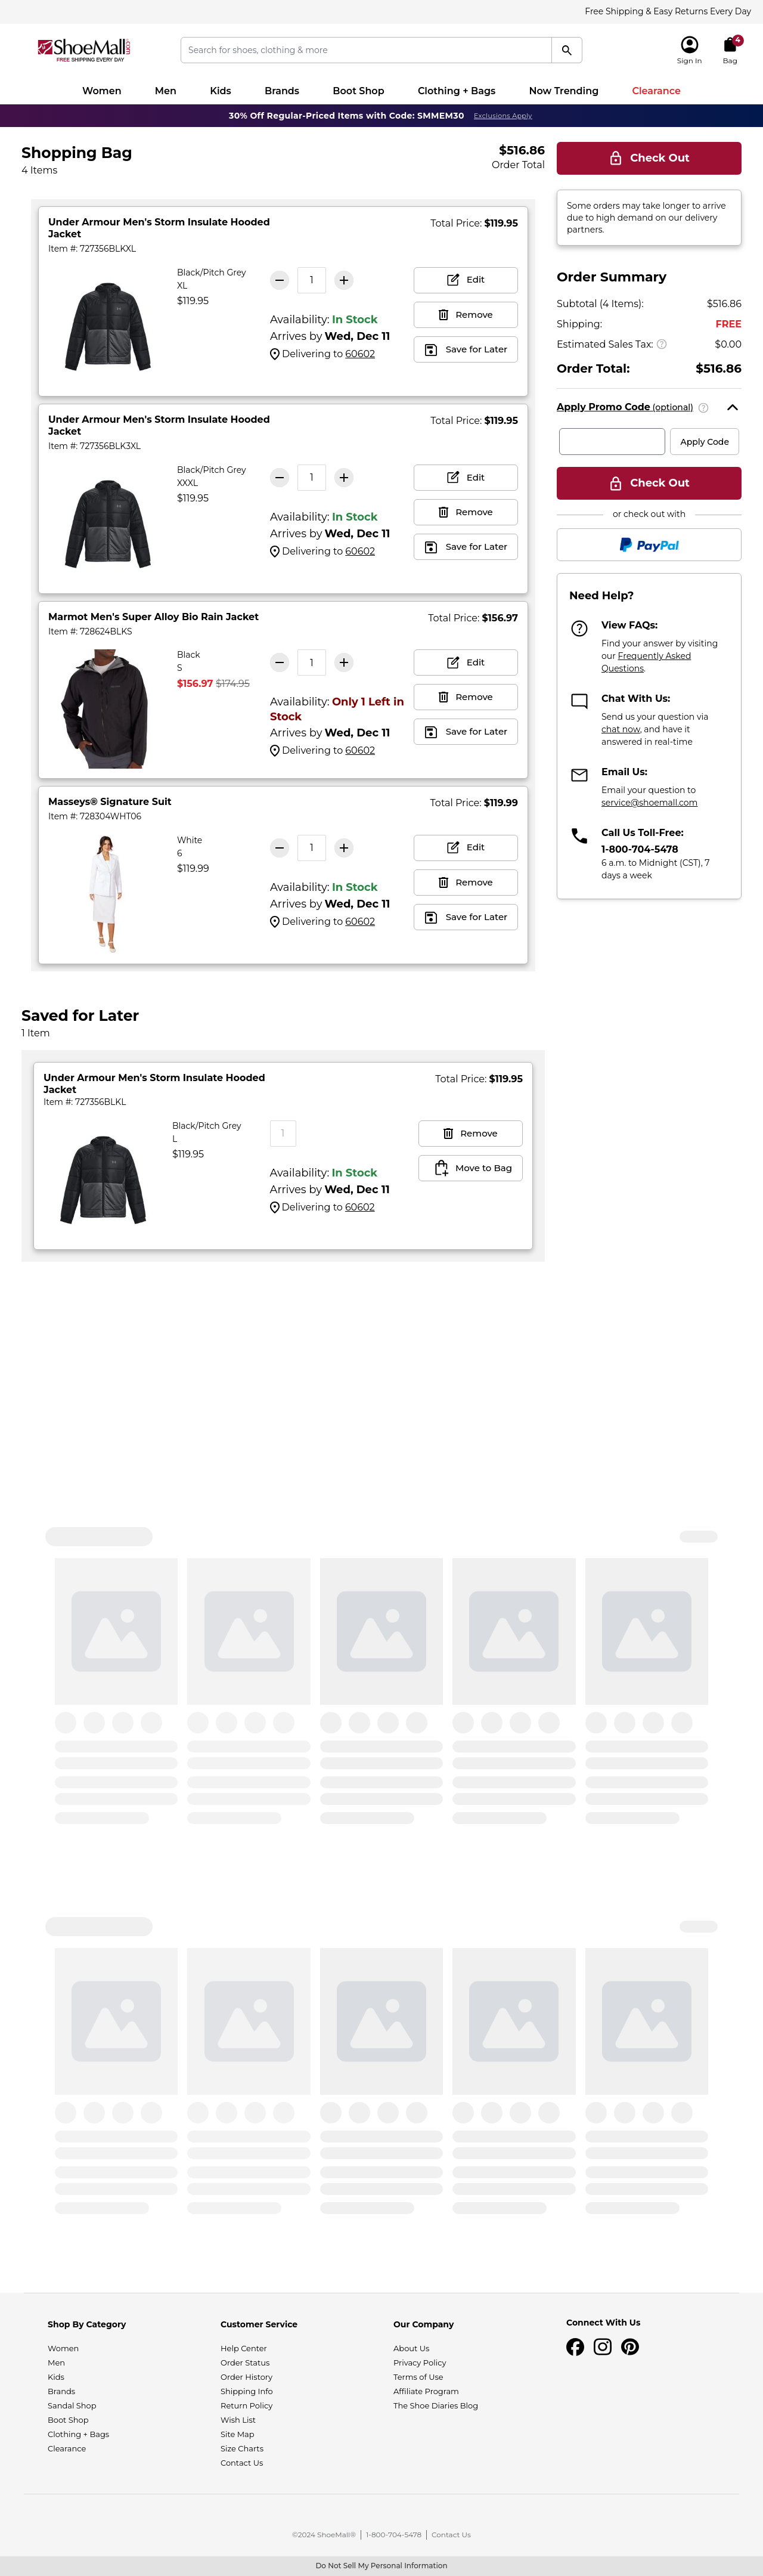 Free Shipping & Easy Returns Every Day
ShoeMall.com
FREE SHIPPING EVERY DAY
Search for shoes, clothing & more
Sign In
4
Bag
Women Men Kids Brands Boot Shop Clothing + Bags Now Trending Clearance
30% Off Regular-Priced Items with Code: SMMEM30 Exclusions Apply
Shopping Bag
4 Items
$516.86
Order Total
Under Armour Men's Storm Insulate Hooded
Jacket
Item #: 727356BLKXL
Total Price: $119.95
Black/Pitch Grey
XL
$119.95
1
Availability: In Stock
Arrives by Wed, Dec 11
Delivering to 60602
Edit
Remove
Save for Later
Under Armour Men's Storm Insulate Hooded
Jacket
Item #: 727356BLK3XL
Total Price: $119.95
Black/Pitch Grey
XXXL
$119.95
1
Availability: In Stock
Arrives by Wed, Dec 11
Delivering to 60602
Edit
Remove
Save for Later
Marmot Men's Super Alloy Bio Rain Jacket
Item #: 728624BLKS
Total Price: $156.97
Black
S
$156.97 $174.95
1
Availability: Only 1 Left in
Stock
Arrives by Wed, Dec 11
Delivering to 60602
Edit
Remove
Save for Later
Masseys® Signature Suit
Item #: 728304WHT06
Total Price: $119.99
White
6
$119.99
1
Availability: In Stock
Arrives by Wed, Dec 11
Delivering to 60602
Edit
Remove
Save for Later
Saved for Later
1 Item
Under Armour Men's Storm Insulate Hooded
Jacket
Item #: 727356BLKL
Total Price: $119.95
Black/Pitch Grey
L
$119.95
1
Availability: In Stock
Arrives by Wed, Dec 11
Delivering to 60602
Remove
Move to Bag
Check Out
Some orders may take longer to arrive
due to high demand on our delivery
partners.
Order Summary
Subtotal (4 Items): $516.86
Shipping: FREE
Estimated Sales Tax: ? $0.00
Order Total: $516.86
Apply Promo Code (optional) ?
Apply Code
Check Out
or check out with
PayPal
Need Help?
View FAQs:
Find your answer by visiting
our Frequently Asked
Questions.
Chat With Us:
Send us your question via
chat now, and have it
answered in real-time
Email Us:
Email your question to
service@shoemall.com
Call Us Toll-Free:
1-800-704-5478
6 a.m. to Midnight (CST), 7
days a week
Shop By Category
Women
Men
Kids
Brands
Sandal Shop
Boot Shop
Clothing + Bags
Clearance
Customer Service
Help Center
Order Status
Order History
Shipping Info
Return Policy
Wish List
Site Map
Size Charts
Contact Us
Our Company
About Us
Privacy Policy
Terms of Use
Affiliate Program
The Shoe Diaries Blog
Connect With Us
©2024 ShoeMall® | 1-800-704-5478 | Contact Us
Do Not Sell My Personal Information